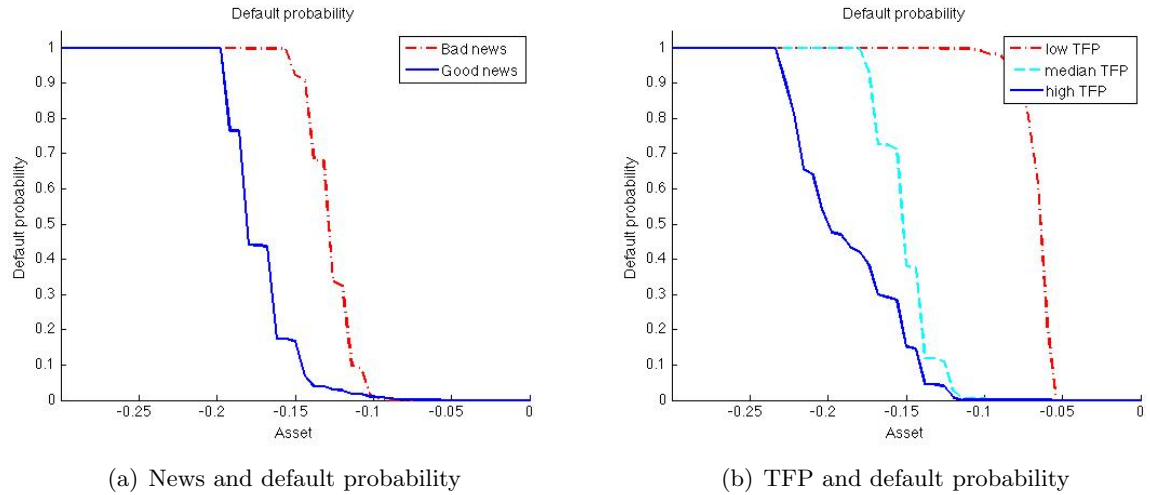 Default probability
Bad news
Good news
Default probability
1
0.9
0.8
0.7
0.6
0.5
0.4
0.3
0.2
0.1
0
-0.25
-0.2
-0.15
-0.1
-0.05
0
Asset
(a) News and default probability
Default probability
low TFP
median TFP
high TFP
Default probability
1
0.9
0.8
0.7
0.6
0.5
0.4
0.3
0.2
0.1
0
-0.25
-0.2
-0.15
-0.1
-0.05
0
Asset
(b) TFP and default probability